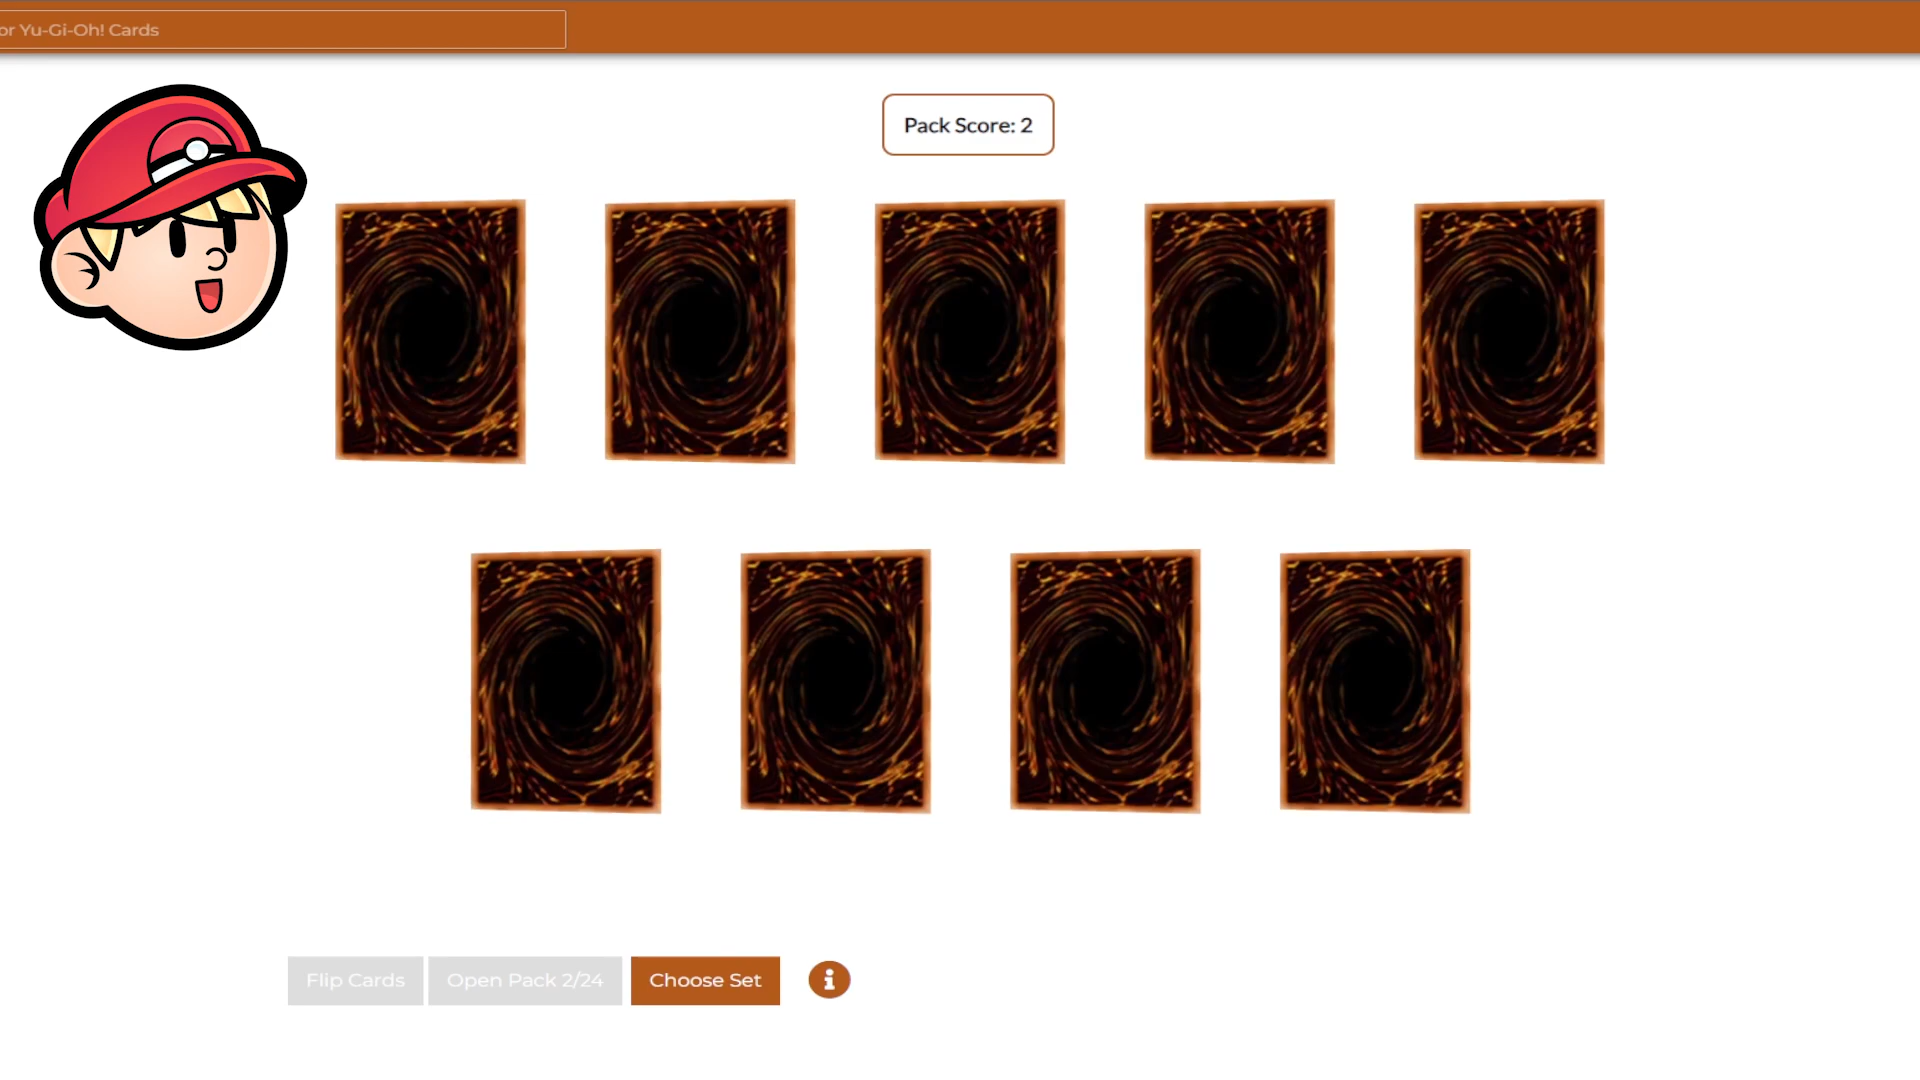 or Yu-Gi-Oh! Cards
Pack Score: 2
Flip Cards
Open Pack 2/24
Choose Set
i